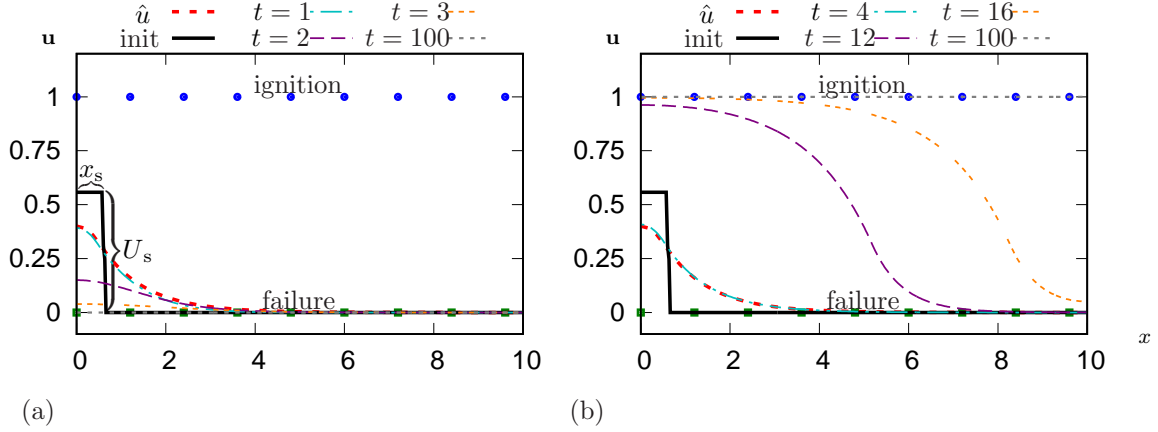 û t = 1 t = 3
init t = 2 t = 100
u
ignition
1
0.75
x_s
0.5
U_s
0.25
failure
0
0 2 4 6 8 10
(a)
û t = 4 t = 16
init t = 12 t = 100
u
ignition
1
0.75
0.5
0.25
failure
0
0 2 4 6 8 10
x
(b)